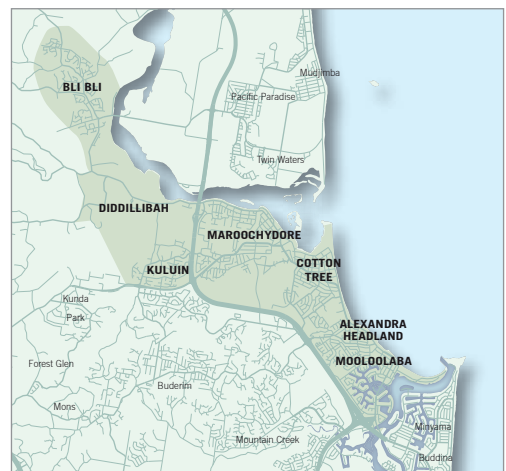 Mudjimba
BLI BLI
Pacific Paradise
Twin Waters
DIDDILLIBAH
MAROOCHYDORE
COTTON
TREE
KULUIN
Kunda
Park
ALEXANDRA
HEADLAND
MOOLOOLABA
Forest Glen
Buderim
Mons
Minyama
Mountain Creek
Buddina